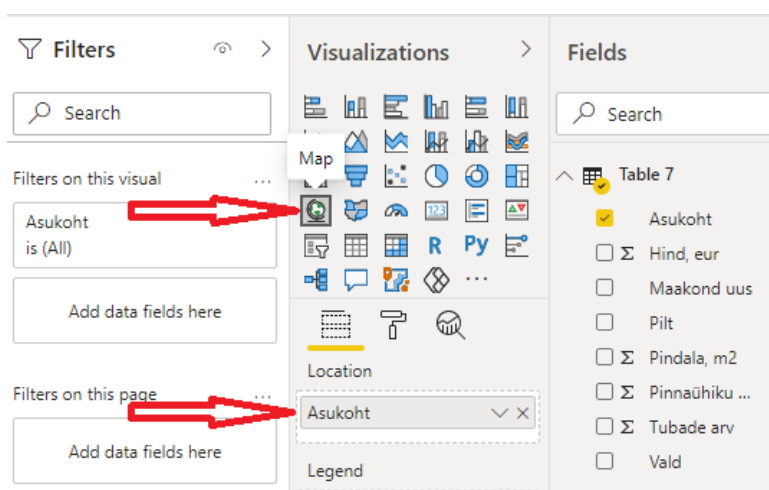 Filters
Search
Filters on this visual
...
Asukoht
is (All)
Add data fields here
Filters on this page
...
Add data fields here
Visualizations
Map
123
R
Py
...
Location
Asukoht
Legend
Fields
Search
Table 7
Asukoht
Σ Hind, eur
Maakond uus
Pilt
Σ Pindala, m2
Σ Pinnaühiku ...
Σ Tubade arv
Vald